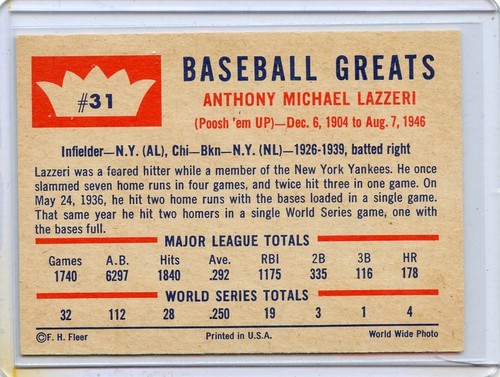 #31
BASEBALL GREATS
ANTHONY MICHAEL LAZZERI
(Poosh 'em UP)—Dec. 6, 1904 to Aug. 7, 1946
Infielder—N.Y. (AL), Chi—Bkn—N.Y. (NL)—1926-1939, batted right
Lazzeri was a feared hitter while a member of the New York Yankees. He once
slammed seven home runs in four games, and twice hit three in one game. On
May 24, 1936, he hit two home runs with the bases loaded in a single game.
That same year he hit two homers in a single World Series game, one with
the bases full.
MAJOR LEAGUE TOTALS
Games A.B. Hits Ave. RBI 2B 3B HR
1740 6297 1840 .292 1175 335 116 178
WORLD SERIES TOTALS
32 112 28 .250 19 3 1 4
©F. H. Fleer Printed in U.S.A. World Wide Photo